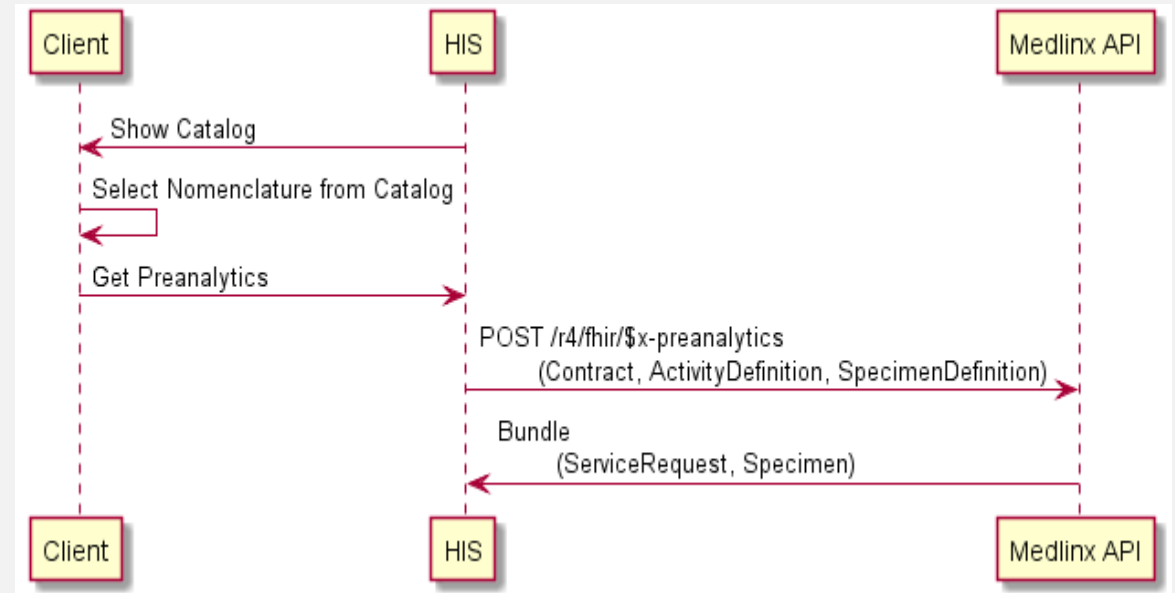 Client
HIS
Medlinx API
Show Catalog
Select Nomenclature from Catalog
Get Preanalytics
POST /r4/fhir/$x-preanalytics
(Contract, ActivityDefinition, SpecimenDefinition)
Bundle
(ServiceRequest, Specimen)
Client
HIS
Medlinx API